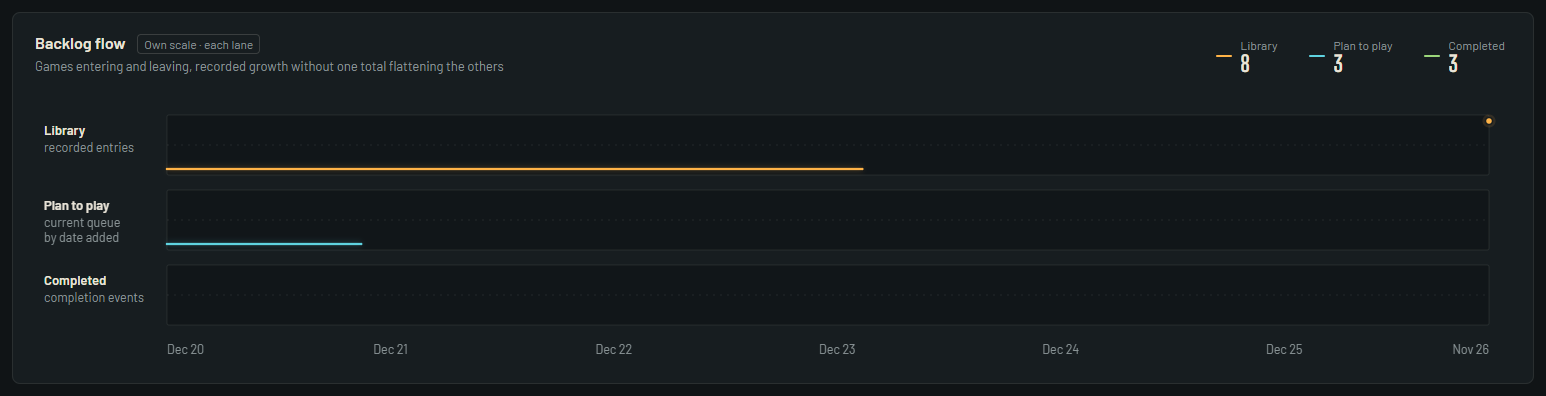 Backlog flow
Own scale · each lane
Games entering and leaving, recorded growth without one total flattening the others
Library
8
Plan to play
3
Completed
3
Library
recorded entries
Plan to play
current queue
by date added
Completed
completion events
Dec 20
Dec 21
Dec 22
Dec 23
Dec 24
Dec 25
Nov 26